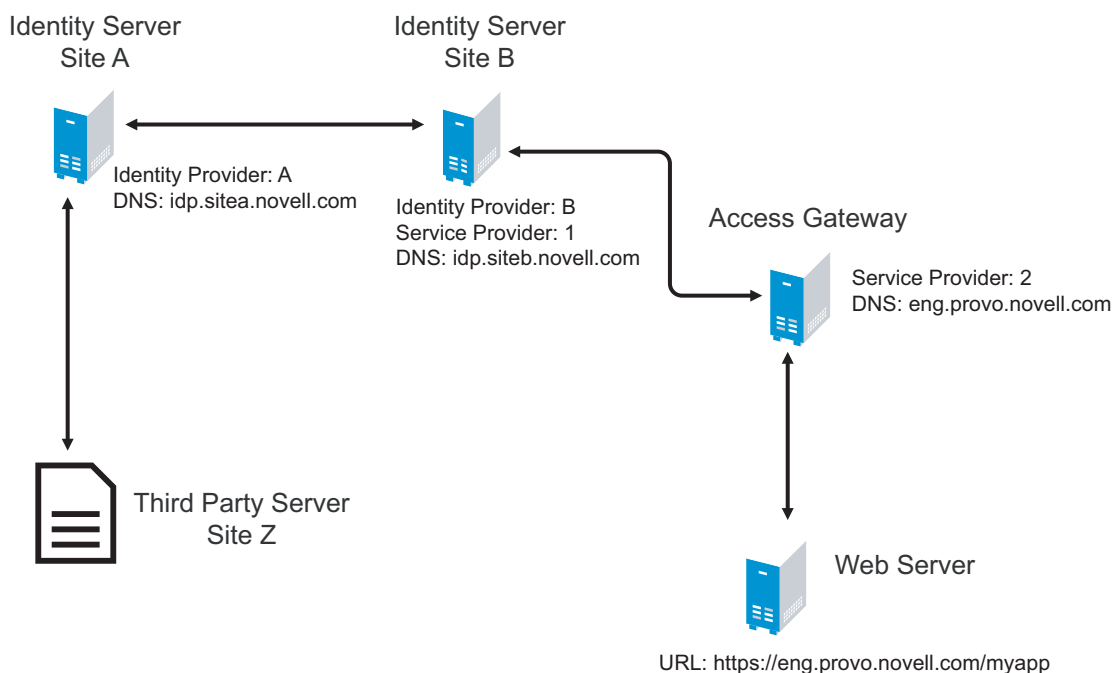 Identity Server
Site A
Identity Server
Site B
Identity Provider: A
DNS: idp.sitea.novell.com
Identity Provider: B
Service Provider: 1
DNS: idp.siteb.novell.com
Access Gateway
Service Provider: 2
DNS: eng.provo.novell.com
Third Party Server
Site Z
Web Server
URL: https://eng.provo.novell.com/myapp